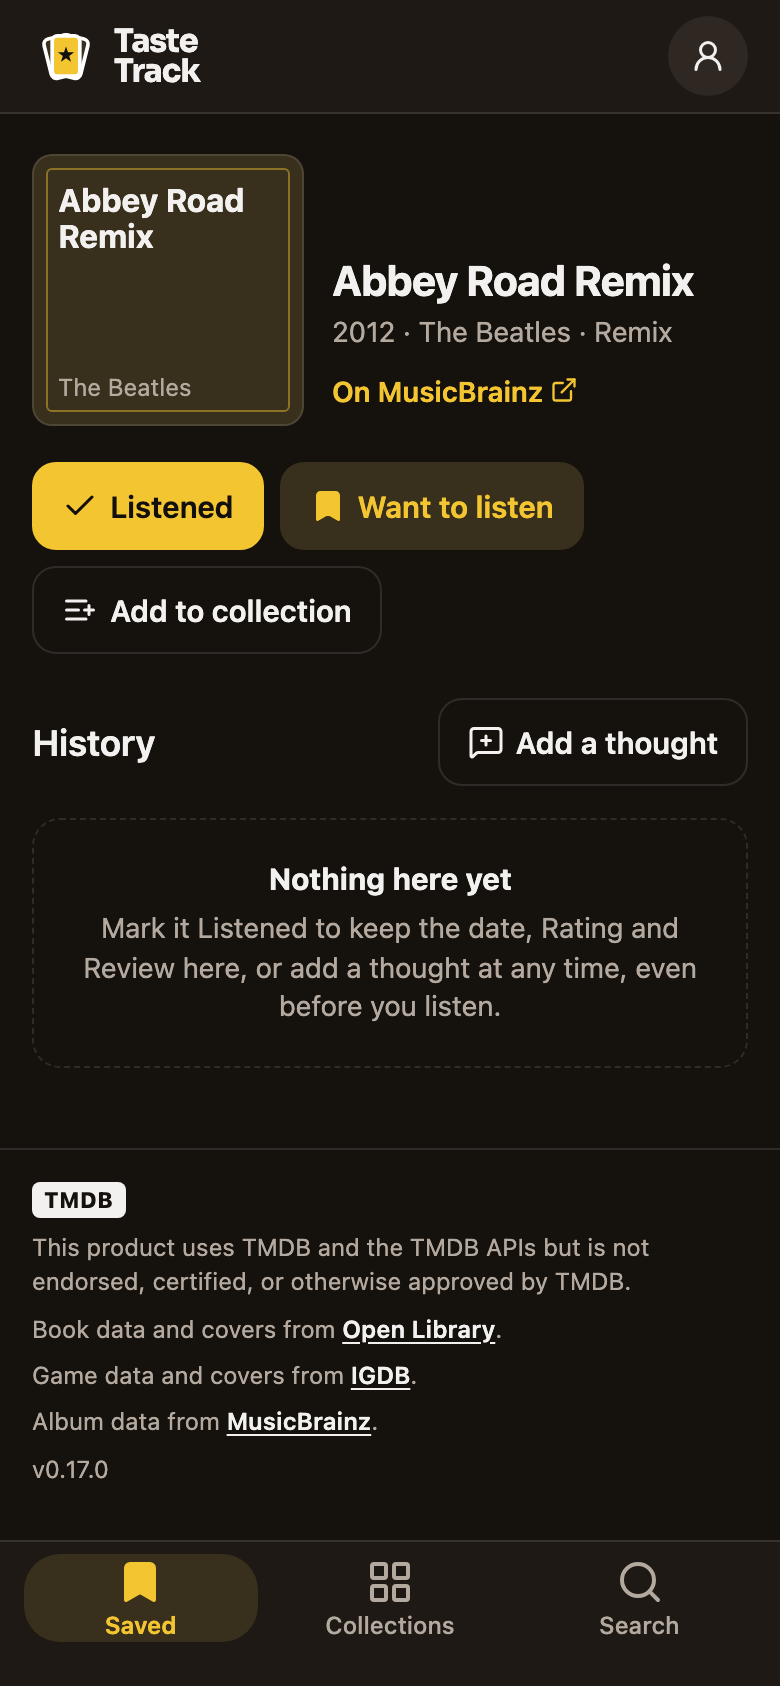 Taste
Track
Abbey Road
Remix
The Beatles
Abbey Road Remix
2012 · The Beatles · Remix
On MusicBrainz
Listened
Want to listen
Add to collection
History
Add a thought
Nothing here yet
Mark it Listened to keep the date, Rating and
Review here, or add a thought at any time, even
before you listen.
TMDB
This product uses TMDB and the TMDB APIs but is not
endorsed, certified, or otherwise approved by TMDB.
Book data and covers from Open Library.
Game data and covers from IGDB.
Album data from MusicBrainz.
v0.17.0
Saved
Collections
Search